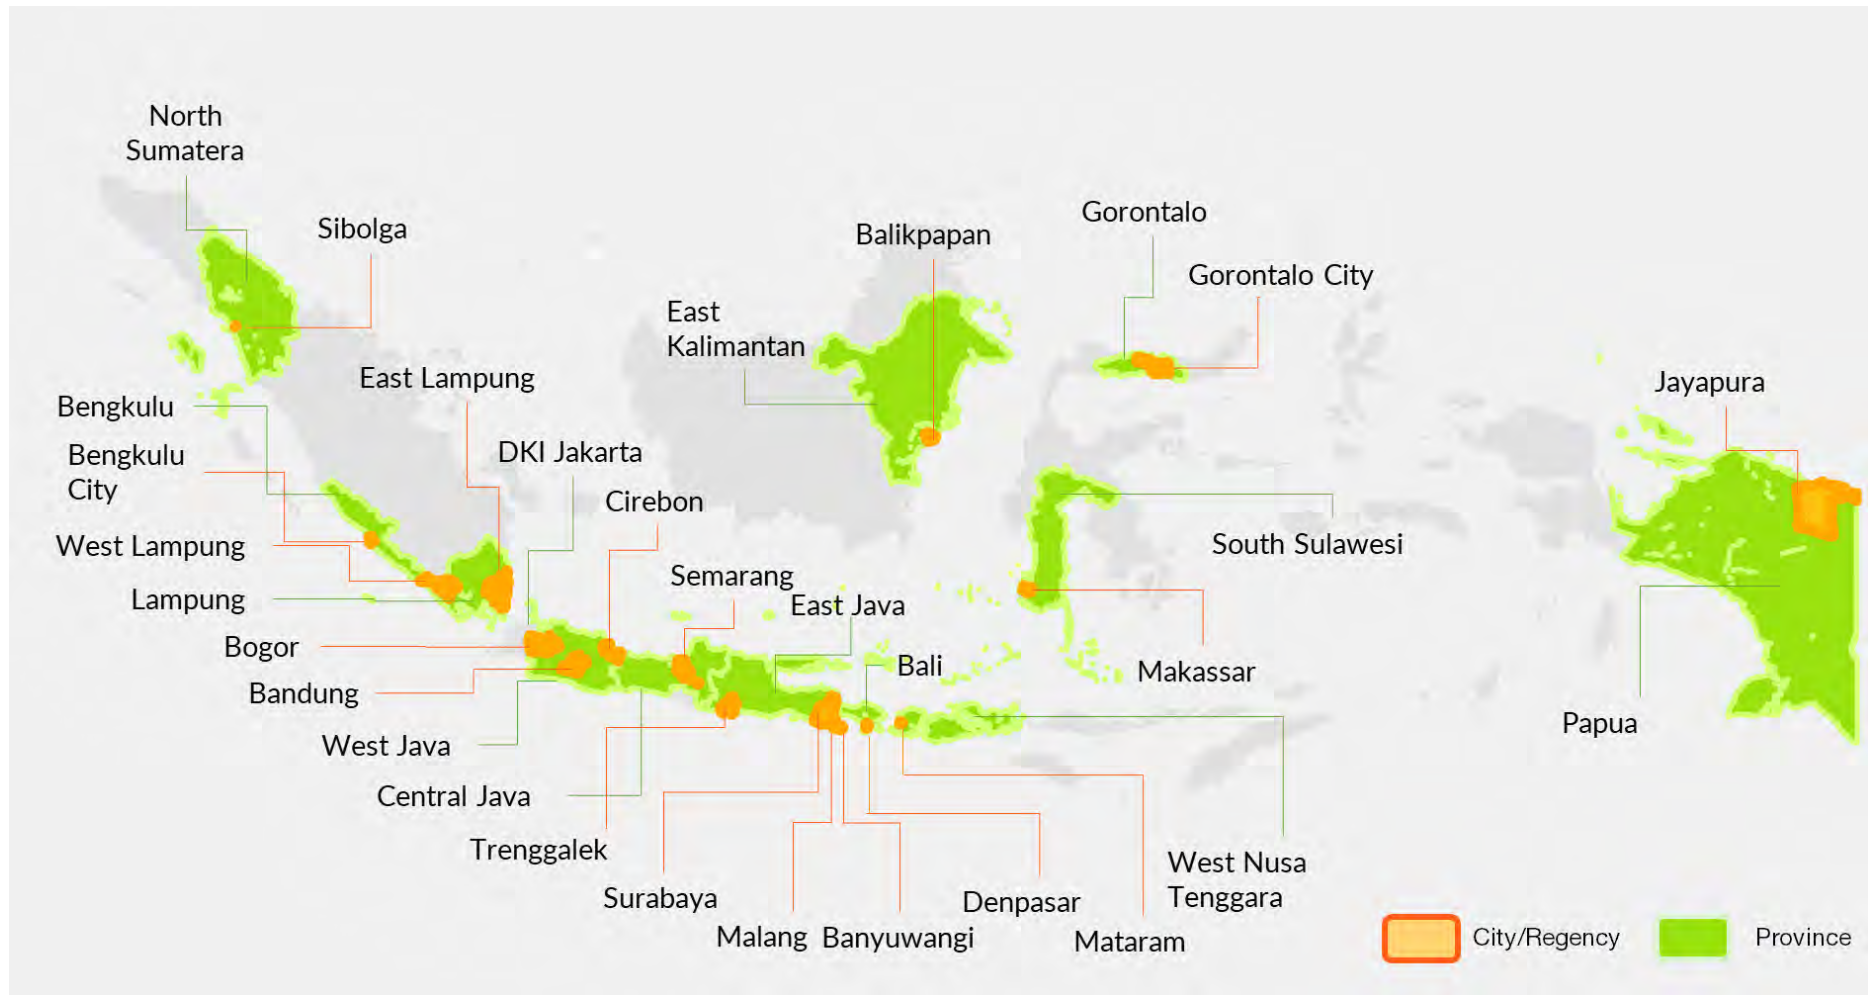 North
Sumatera
Sibolga
Gorontalo
Balikpapan
Gorontalo City
East
Kalimantan
East Lampung
Jayapura
Bengkulu
DKI Jakarta
Bengkulu
City
Cirebon
West Lampung
South Sulawesi
Semarang
Lampung
East Java
Bogor
Bali
Makassar
Bandung
Papua
West Java
Central Java
Trenggalek
West Nusa
Tenggara
Surabaya
Denpasar
Malang
Banyuwangi
Mataram
City/Regency
Province